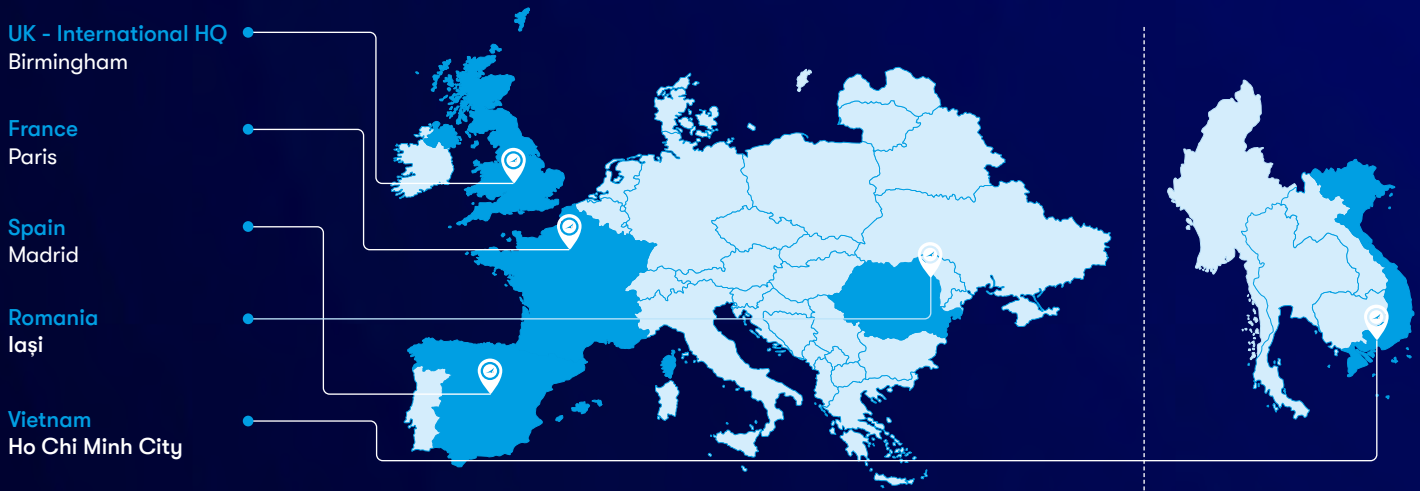 UK - International HQ
Birmingham
France
Paris
Spain
Madrid
Romania
Iași
Vietnam
Ho Chi Minh City